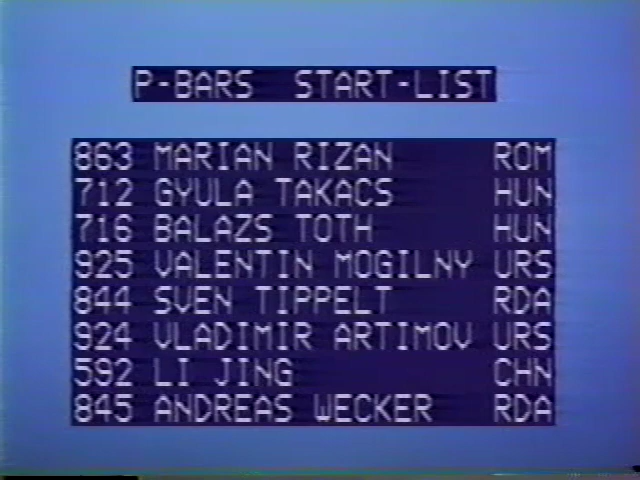 P-BARS START-LIST
863 MARIAN RIZAN ROM
712 GYULA TAKACS HUN
716 BALAZS TOTH HUN
925 VALENTIN MOGILNY URS
844 SVEN TIPPELT RDA
924 VLADIMIR ARTIMOV URS
592 LI JING CHN
845 ANDREAS WECKER RDA